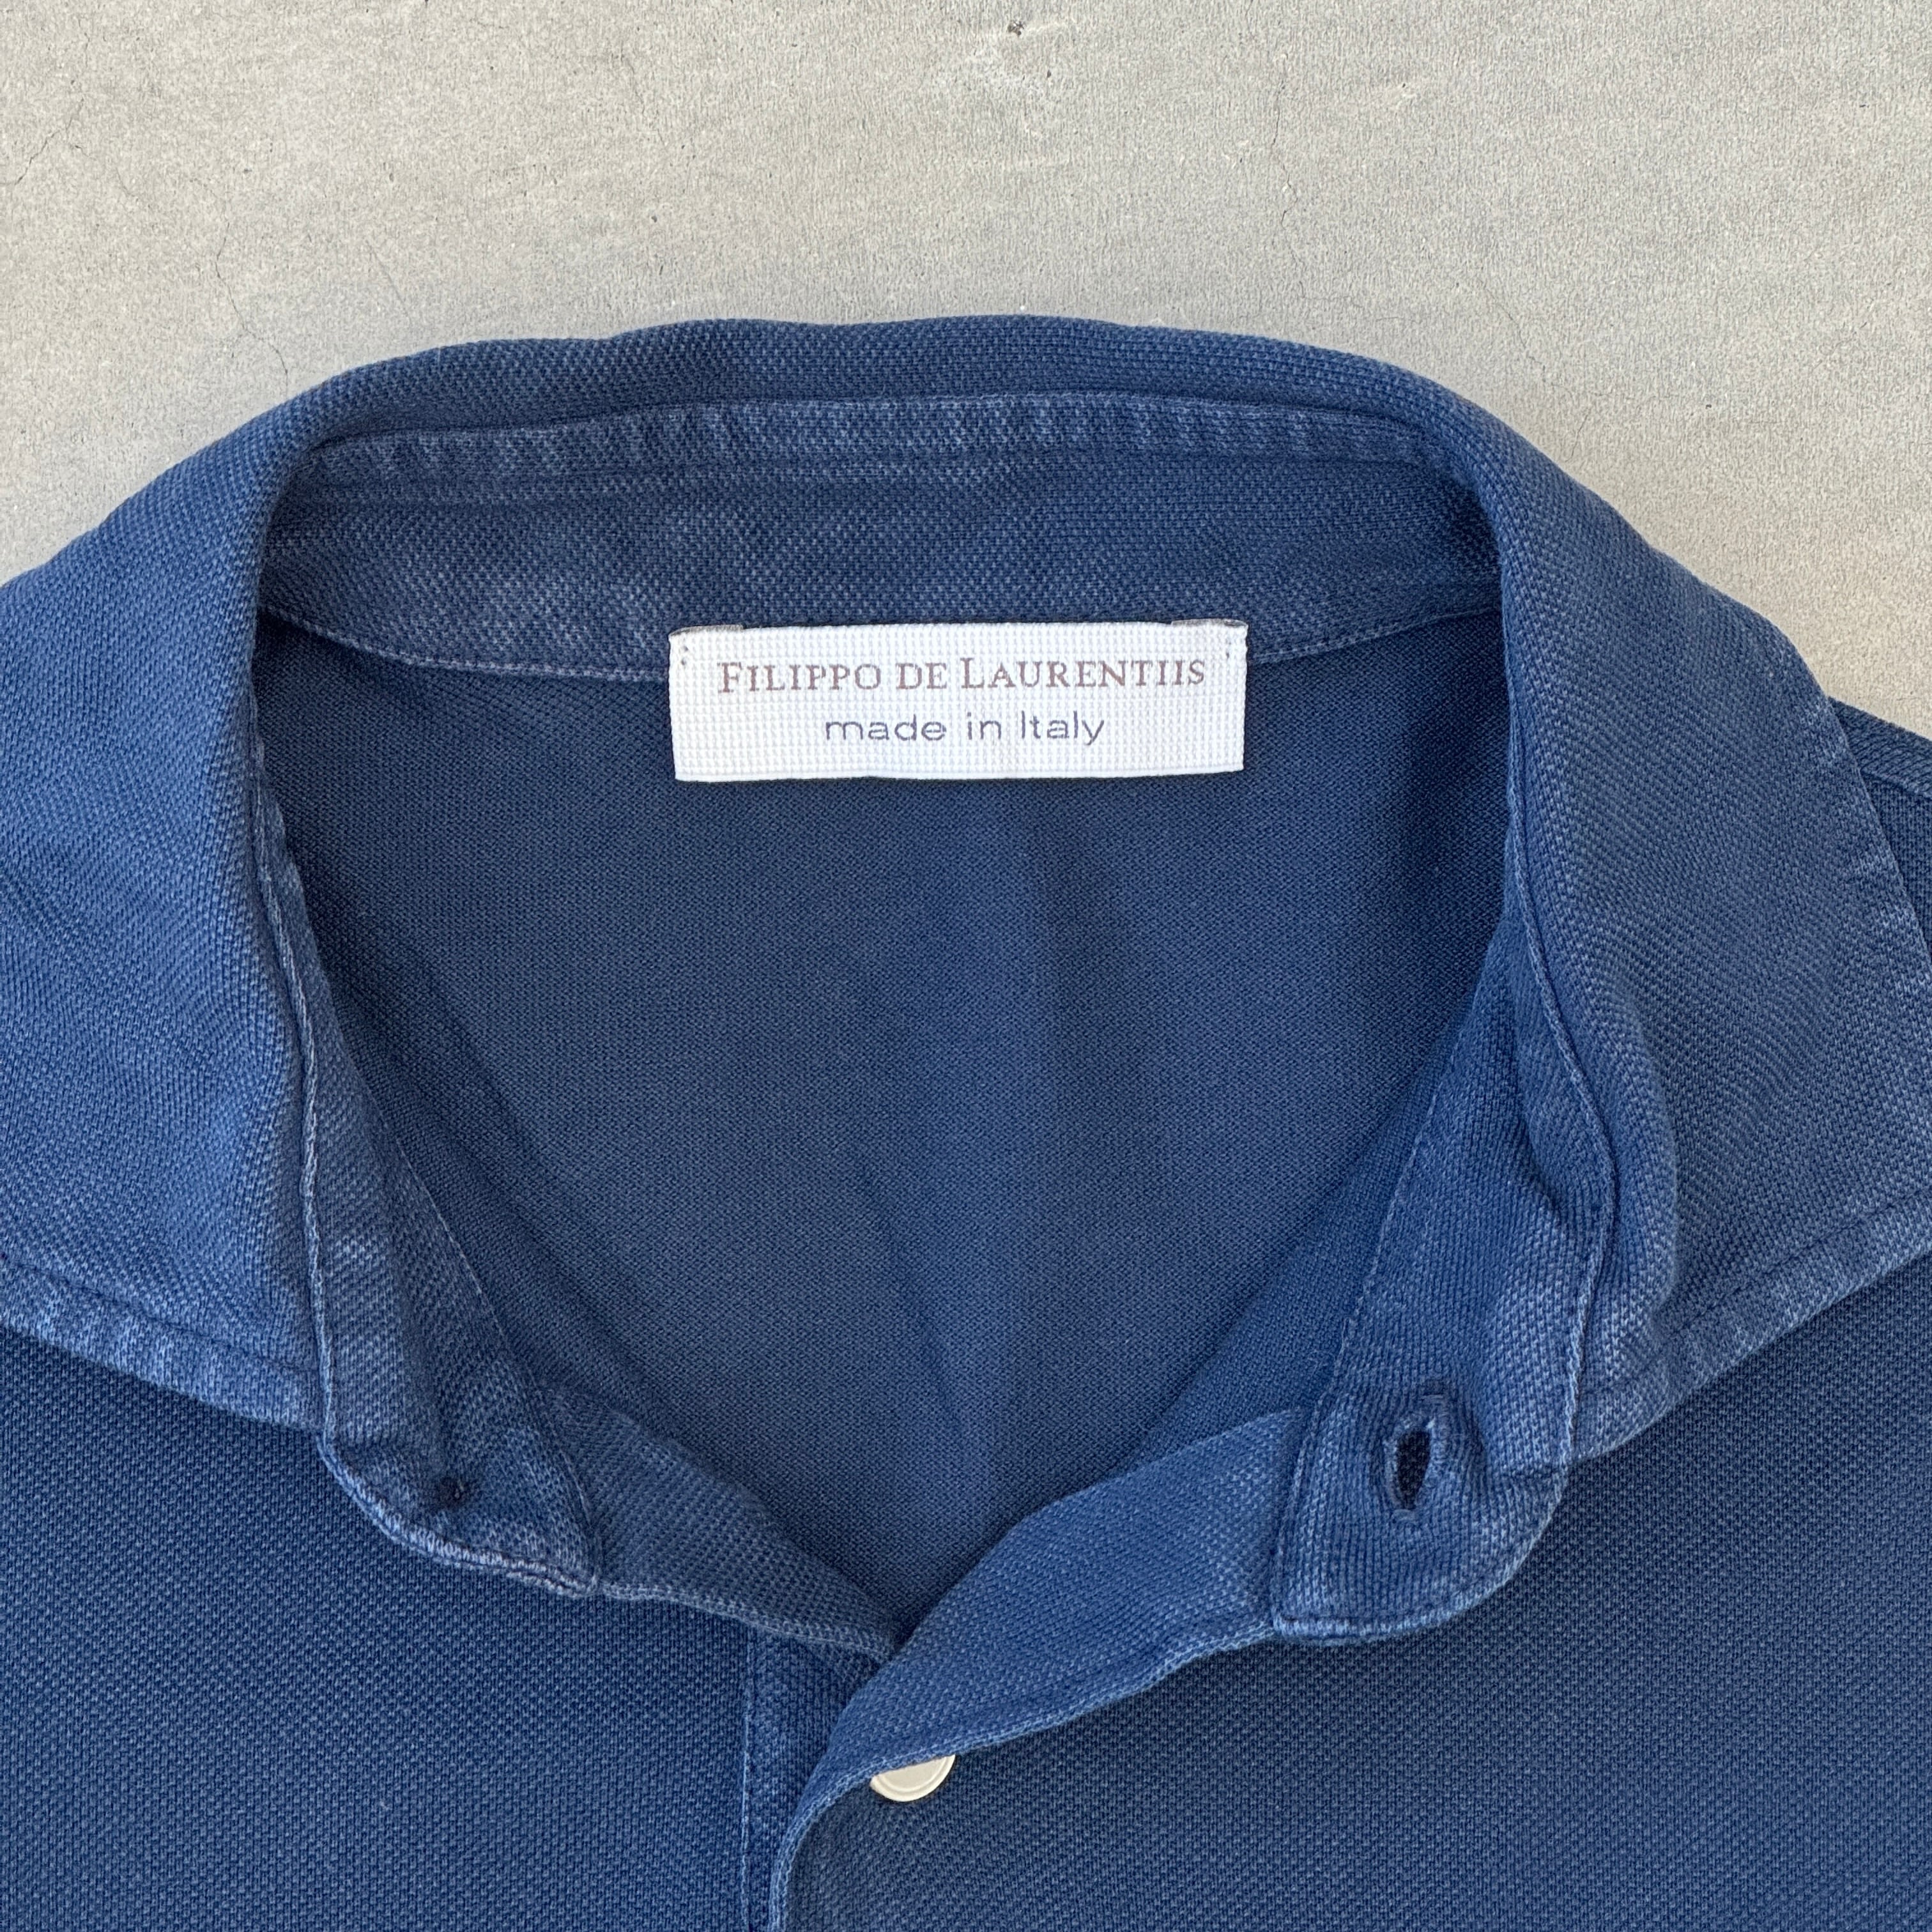 FILIPPO DE LAURENTIIS
made in Italy